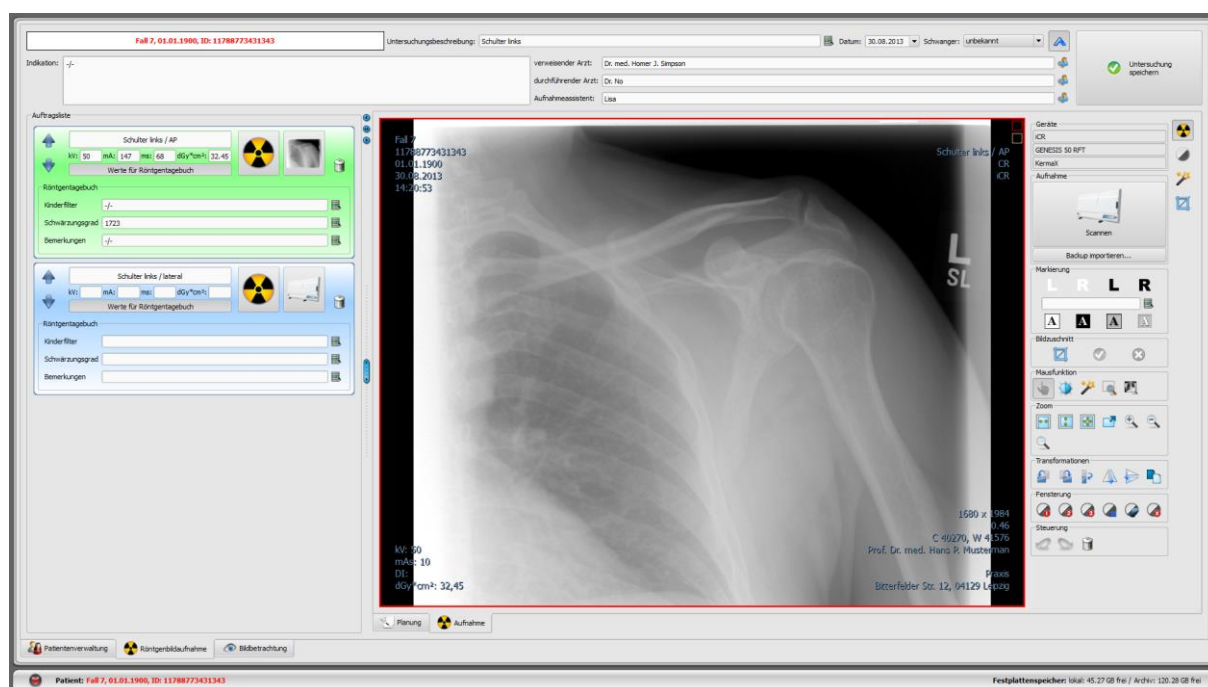 Fall 7, 01.01.1900, ID: 11788773431343
Untersuchungsbeschreibung: Schulter links
Datum: 30.08.2013
Schwanger: unbekannt
Untersuchung speichern
Indikation: -/-
verweisender Arzt: Dr. med. Homer J. Simpson
durchführender Arzt: Dr. No
Aufnahmeassistent: Lisa
Auftragsliste
Schulter links / AP
kV: 50 mA: 147 ms: 68 dGy*cm²: 32.45
Werte für Röntgentagebuch
Röntgentagebuch
Kinderfilter -/-
Schwärzungsgrad 1723
Bemerkungen -/-
Schulter links / lateral
kV: mA: ms: dGy*cm²:
Werte für Röntgentagebuch
Röntgentagebuch
Kinderfilter
Schwärzungsgrad
Bemerkungen
Fall 7
11788773431343
01.01.1900
30.08.2013
14:20:53
Schulter links / AP
CR
iCR
L
SL
1680 x 1984
0.46
C 40270, W 41576
Prof. Dr. med. Hans P. Musterman
Praxis
Bitterfelder Str. 12, 04129 Leipzig
kV: 50
mAs: 10
DI:
dGy*cm²: 32,45
Geräte
iCR
GENESIS 50 RFT
KermaX
Aufnahme
Scannen
Backup importieren...
Markierung
L R L R
A A A A
Bildzuschnitt
Mausfunktion
Zoom
Transformationen
Fensterung
Steuerung
Planung Aufnahme
Patientenverwaltung Röntgenbildaufnahme Bildbetrachtung
Patient: Fall 7, 01.01.1900, ID: 11788773431343
Festplattenspeicher: lokal: 45.27 GB frei / Archiv: 120.28 GB frei